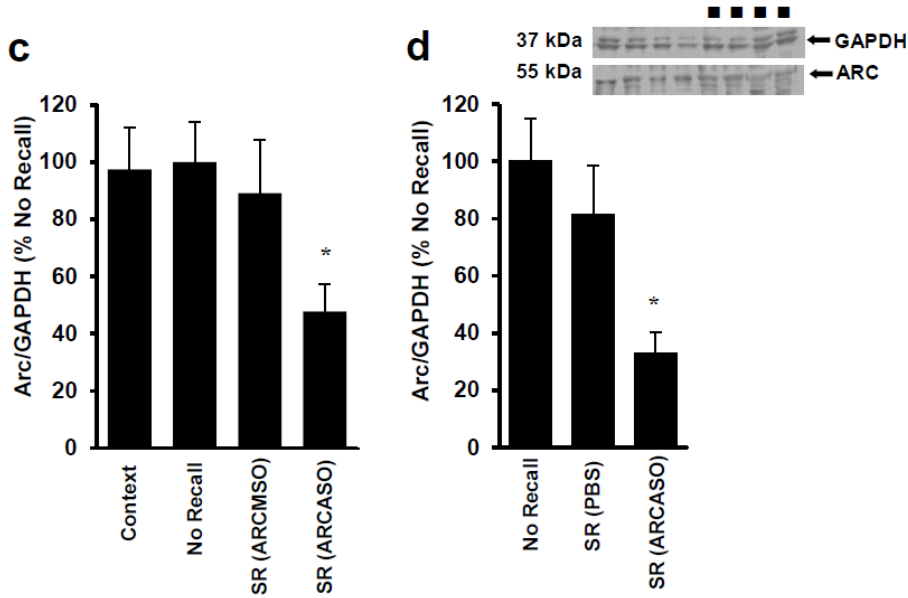 c
Arc/GAPDH (% No Recall)
120
100
80
60
40
20
0
*
Context
No Recall
SR (ARCMSO)
SR (ARCASO)
d
37 kDa
GAPDH
55 kDa
ARC
Arc/GAPDH (% No Recall)
120
100
80
60
40
20
0
*
No Recall
SR (PBS)
SR (ARCASO)